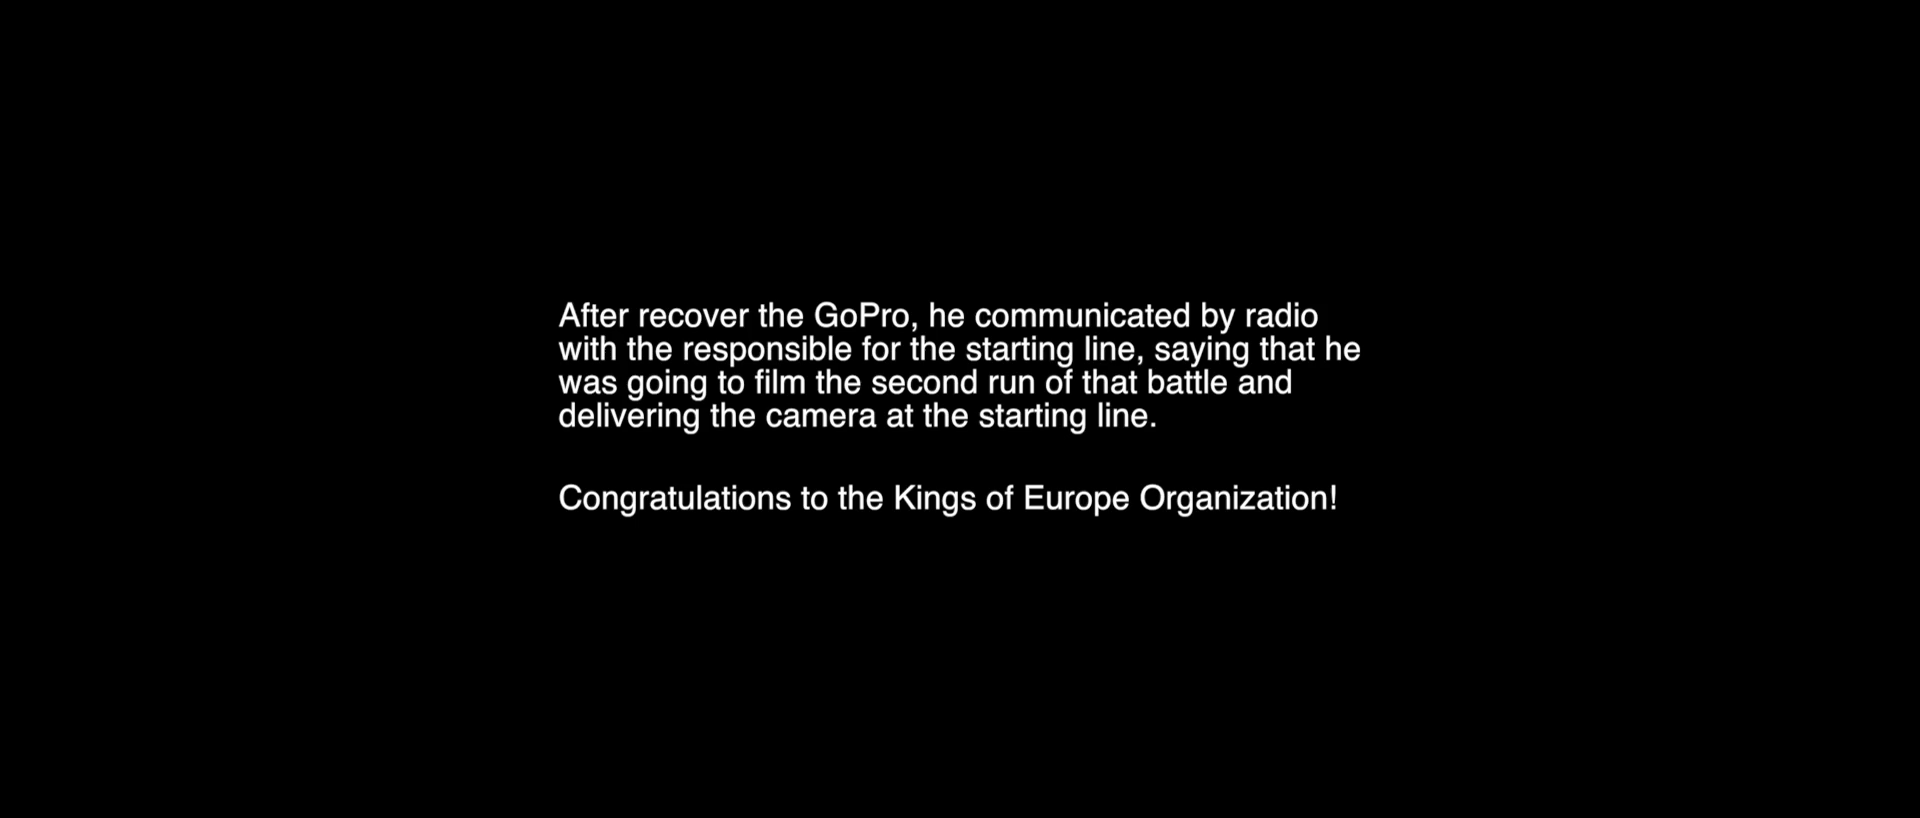 After recover the GoPro, he communicated by radio
with the responsible for the starting line, saying that he
was going to film the second run of that battle and
delivering the camera at the starting line.
Congratulations to the Kings of Europe Organization!